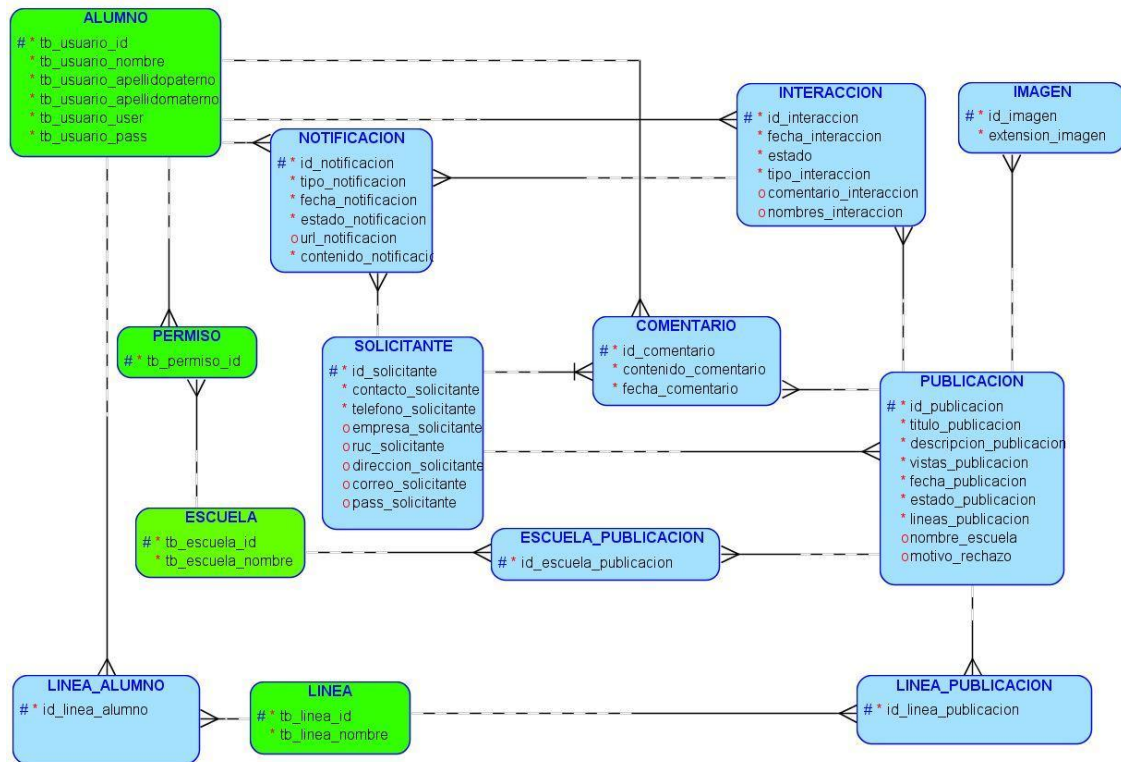 ALUMNO
# * tb_usuario_id
* tb_usuario_nombre
* tb_usuario_apellidopaterno
* tb_usuario_apellidomaterno
* tb_usuario_user
* tb_usuario_pass
NOTIFICACION
# * id_notificacion
* tipo_notificacion
* fecha_notificacion
* estado_notificacion
o url_notificacion
* contenido_notificacio
INTERACCION
# * id_interaccion
* fecha_interaccion
* estado
* tipo_interaccion
o comentario_interaccion
o nombres_interaccion
IMAGEN
# * id_imagen
* extension_imagen
PERMISO
# * tb_permiso_id
SOLICITANTE
# * id_solicitante
* contacto_solicitante
* telefono_solicitante
o empresa_solicitante
o ruc_solicitante
o direccion_solicitante
o correo_solicitante
o pass_solicitante
COMENTARIO
# * id_comentario
* contenido_comentario
* fecha_comentario
PUBLICACION
# * id_publicacion
* titulo_publicacion
* descripcion_publicacion
* vistas_publicacion
* fecha_publicacion
* estado_publicacion
* lineas_publicacion
o nombre_escuela
o motivo_rechazo
ESCUELA
# * tb_escuela_id
* tb_escuela_nombre
ESCUELA_PUBLICACION
# * id_escuela_publicacion
LINEA_ALUMNO
# * id_linea_alumno
LINEA
# * tb_linea_id
* tb_linea_nombre
LINEA_PUBLICACION
# * id_linea_publicacion